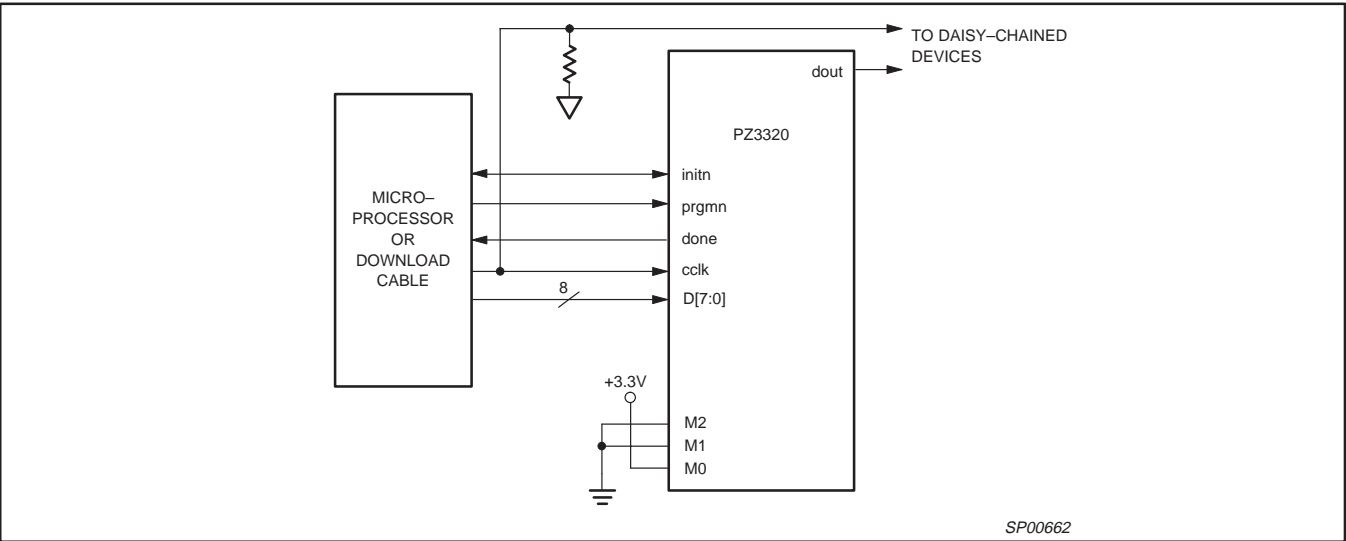 TO DAISY–CHAINED
DEVICES
dout
PZ3320
initn
MICRO–
PROCESSOR
OR
DOWNLOAD
CABLE
prgmn
done
cclk
8
D[7:0]
+3.3V
M2
M1
M0
SP00662